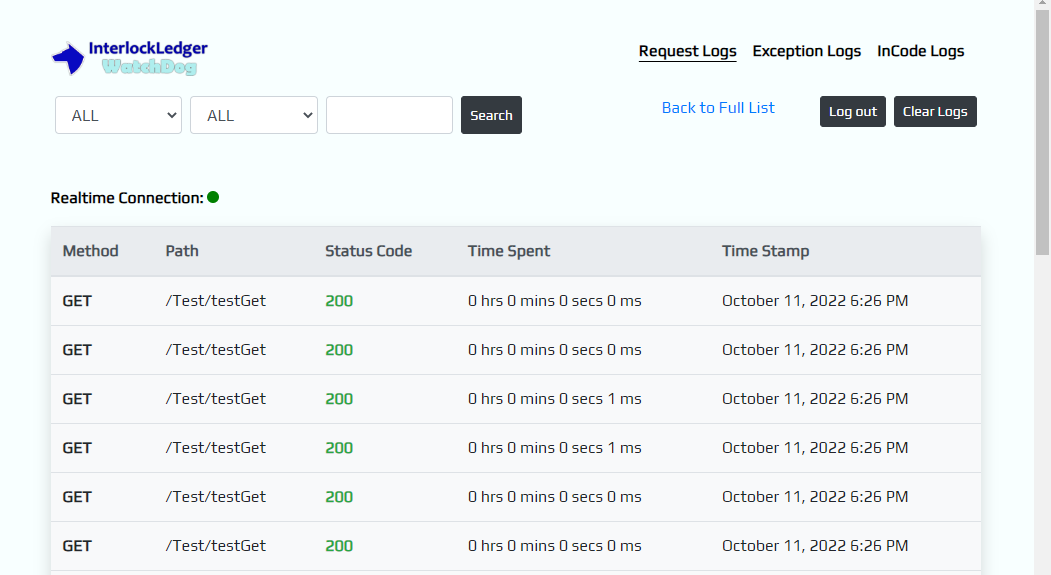 InterlockLedger
WatchDog
Request Logs Exception Logs InCode Logs
ALL ALL Search Back to Full List Log out Clear Logs
Realtime Connection:
Method Path Status Code Time Spent Time Stamp
GET /Test/testGet 200 0 hrs 0 mins 0 secs 0 ms October 11, 2022 6:26 PM
GET /Test/testGet 200 0 hrs 0 mins 0 secs 0 ms October 11, 2022 6:26 PM
GET /Test/testGet 200 0 hrs 0 mins 0 secs 1 ms October 11, 2022 6:26 PM
GET /Test/testGet 200 0 hrs 0 mins 0 secs 1 ms October 11, 2022 6:26 PM
GET /Test/testGet 200 0 hrs 0 mins 0 secs 0 ms October 11, 2022 6:26 PM
GET /Test/testGet 200 0 hrs 0 mins 0 secs 0 ms October 11, 2022 6:26 PM